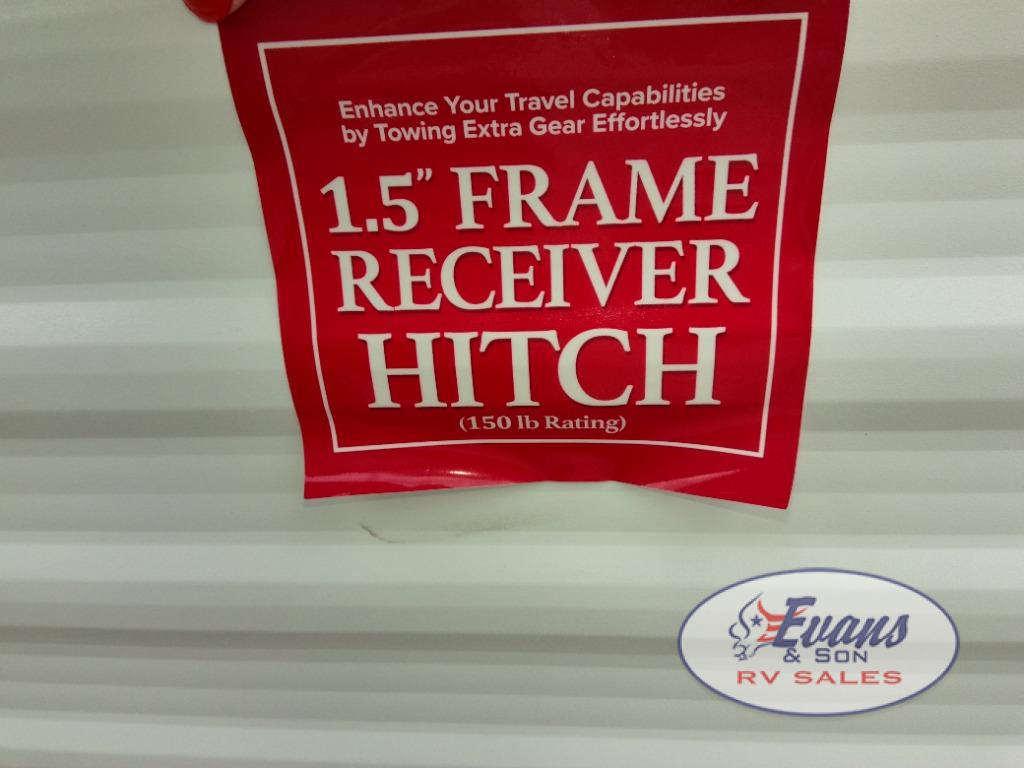 Enhance Your Travel Capabilities
by Towing Extra Gear Effortlessly
1.5” FRAME
RECEIVER
HITCH
(150 lb Rating)
Evans
& SON
RV SALES